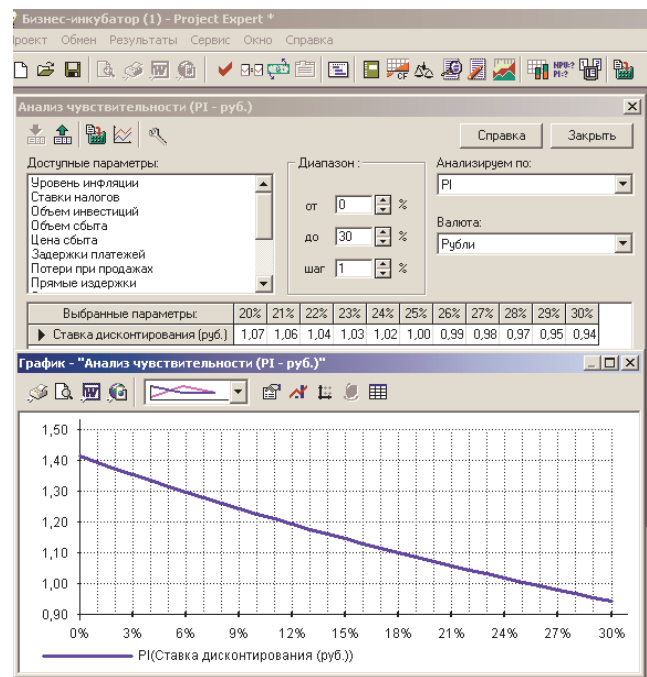 Бизнес-инкубатор (1) - Project Expert *
Проект Обмен Результаты Сервис Окно Справка
CF NPV:? PI:?
Анализ чувствительности (PI - руб.)
Справка Закрыть
Доступные параметры: Диапазон : Анализируем по:
Уровень инфляции
Ставки налогов
Объем инвестиций
Объем сбыта
Цена сбыта
Задержки платежей
Потери при продажах
Прямые издержки
от 0 %
до 30 %
шаг 1 %
PI
Валюта:
Рубли
Выбранные параметры: 20% 21% 22% 23% 24% 25% 26% 27% 28% 29% 30%
Ставка дисконтирования (руб.) 1,07 1,06 1,04 1,03 1,02 1,00 0,99 0,98 0,97 0,95 0,94
График - "Анализ чувствительности (PI - руб.)"
1,50
1,40
1,30
1,20
1,10
1,00
0,90
0% 3% 6% 9% 12% 15% 18% 21% 24% 27% 30%
PI(Ставка дисконтирования (руб.))